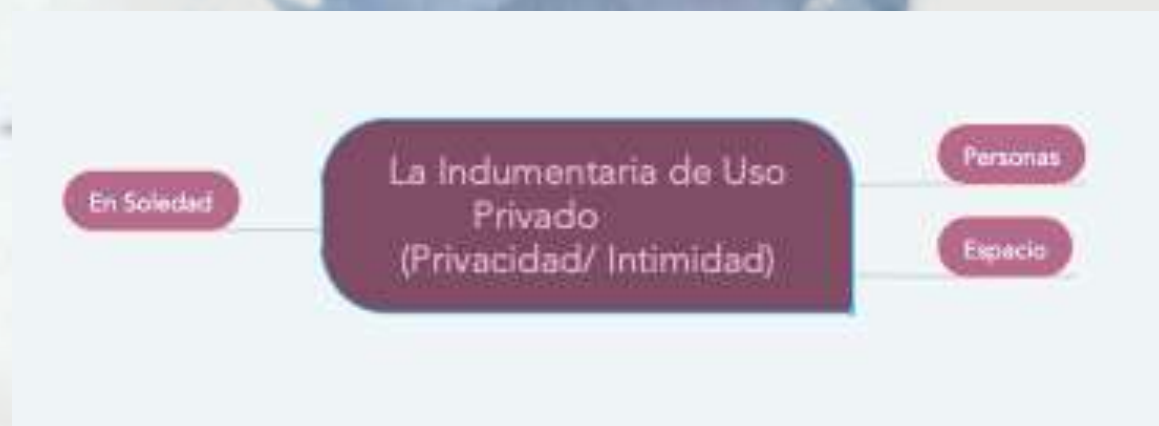 En Soledad
La Indumentaria de Uso
Privado
(Privacidad/ Intimidad)
Personas
Espacio